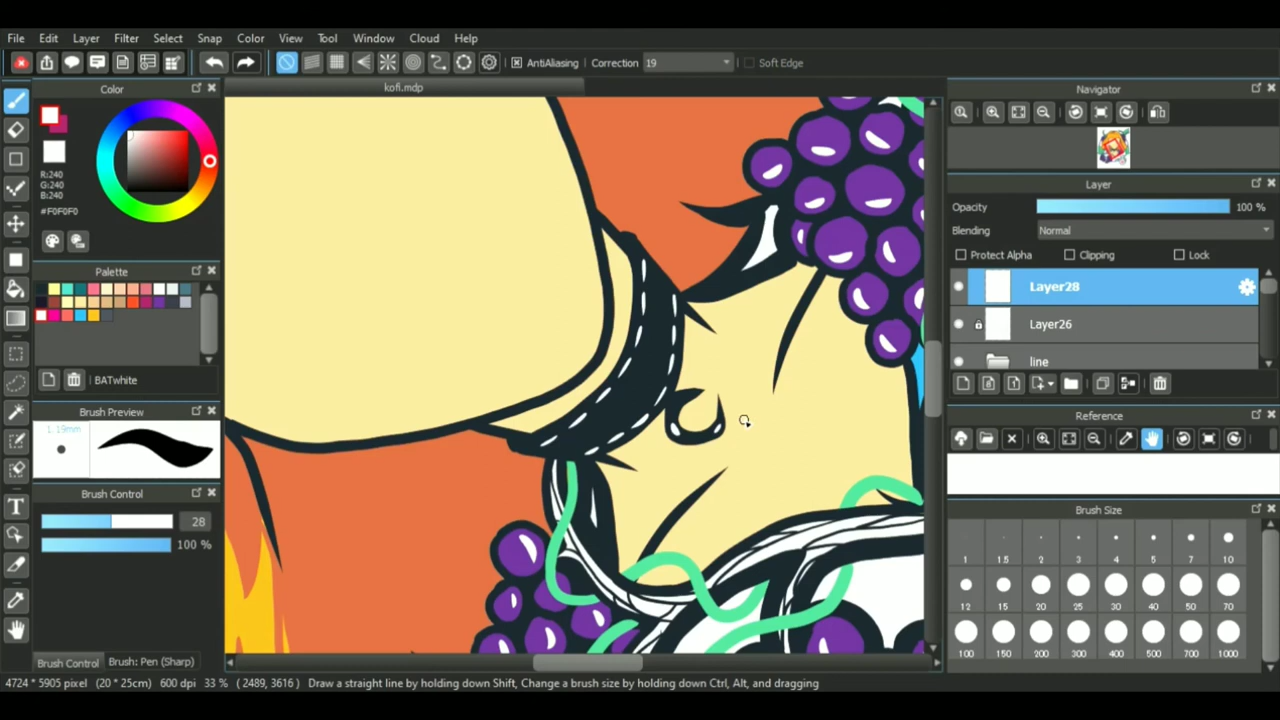 File Edit Layer Filter Select Snap Color View Tool Window Cloud Help
AntiAliasing Correction 19 Soft Edge
Color
kofi.mdp
Navigator
R:240
G:240
B:240
#F0F0F0
Layer
Opacity 100 %
Blending Normal
Protect Alpha Clipping Lock
Palette
Layer28
Layer26
line
BATwhite
Brush Preview
1.19mm
Reference
Brush Control
28
100 %
Brush Size
1 1.5 2 3 4 5 7 10
12 15 20 25 30 40 50 70
100 150 200 300 400 500 700 1000
Brush Control Brush: Pen (Sharp)
4724 * 5905 pixel (20 * 25cm) 600 dpi 33 % ( 2489, 3616 ) Draw a straight line by holding down Shift, Change a brush size by holding down Ctrl, Alt, and dragging